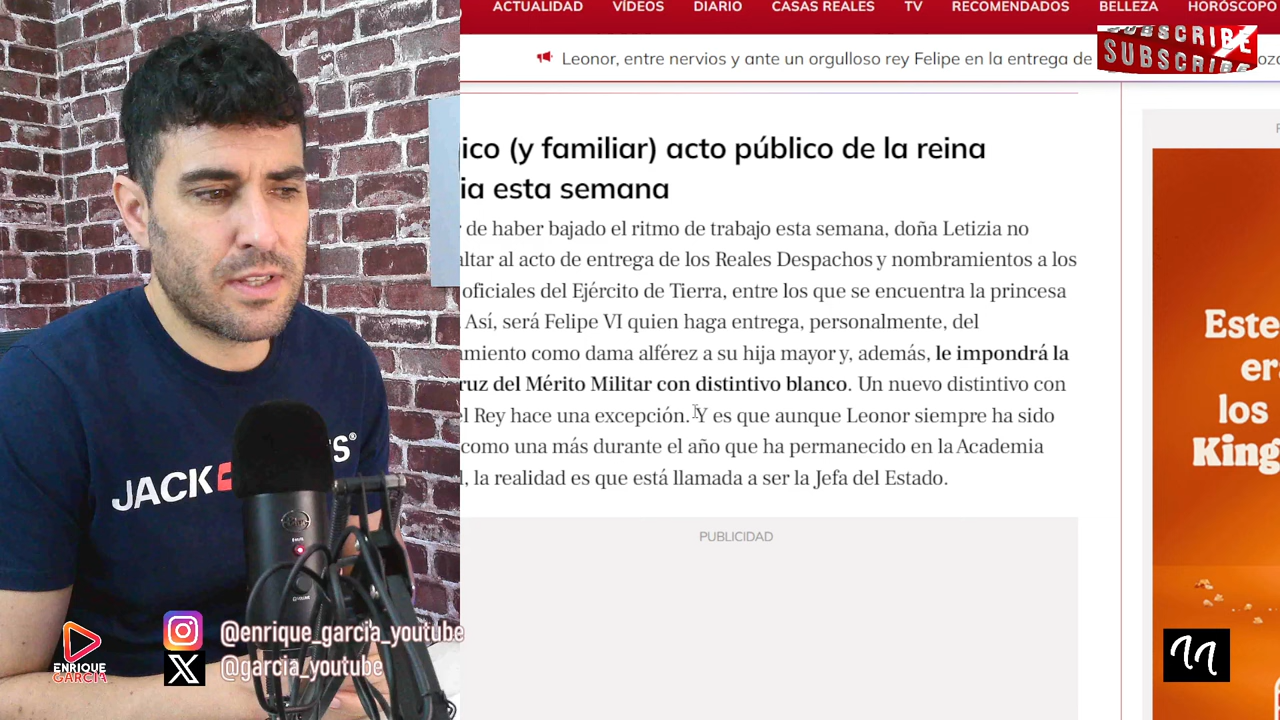 ACTUALIDAD VÍDEOS DIARIO CASAS REALES TV RECOMENDADOS BELLEZA HORÓSCOPO
SUBSCRIBE
SUBSCRIBE
SUBSCRIBE
Leonor, entre nervios y ante un orgulloso rey Felipe en la entrega de
ico (y familiar) acto público de la reina
ia esta semana
de haber bajado el ritmo de trabajo esta semana, doña Letizia no
altar al acto de entrega de los Reales Despachos y nombramientos a los
oficiales del Ejército de Tierra, entre los que se encuentra la princesa
Así, será Felipe VI quien haga entrega, personalmente, del
amiento como dama alférez a su hija mayor y, además, le impondrá la
ruz del Mérito Militar con distintivo blanco. Un nuevo distintivo con
el Rey hace una excepción. Y es que aunque Leonor siempre ha sido
como una más durante el año que ha permanecido en la Academia
l, la realidad es que está llamada a ser la Jefa del Estado.
PUBLICIDAD
Este
era
los
King
JACK
S®
@enrique_garcia_youtube
@garcia_youtube
ENRIQUE
GARCIA